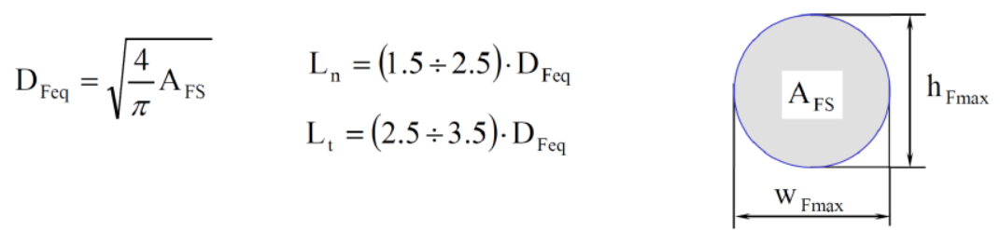 D_Feq = √(4/π A_FS)
L_n = (1.5 ÷ 2.5) · D_Feq
L_t = (2.5 ÷ 3.5) · D_Feq
A_FS
h_Fmax
w_Fmax